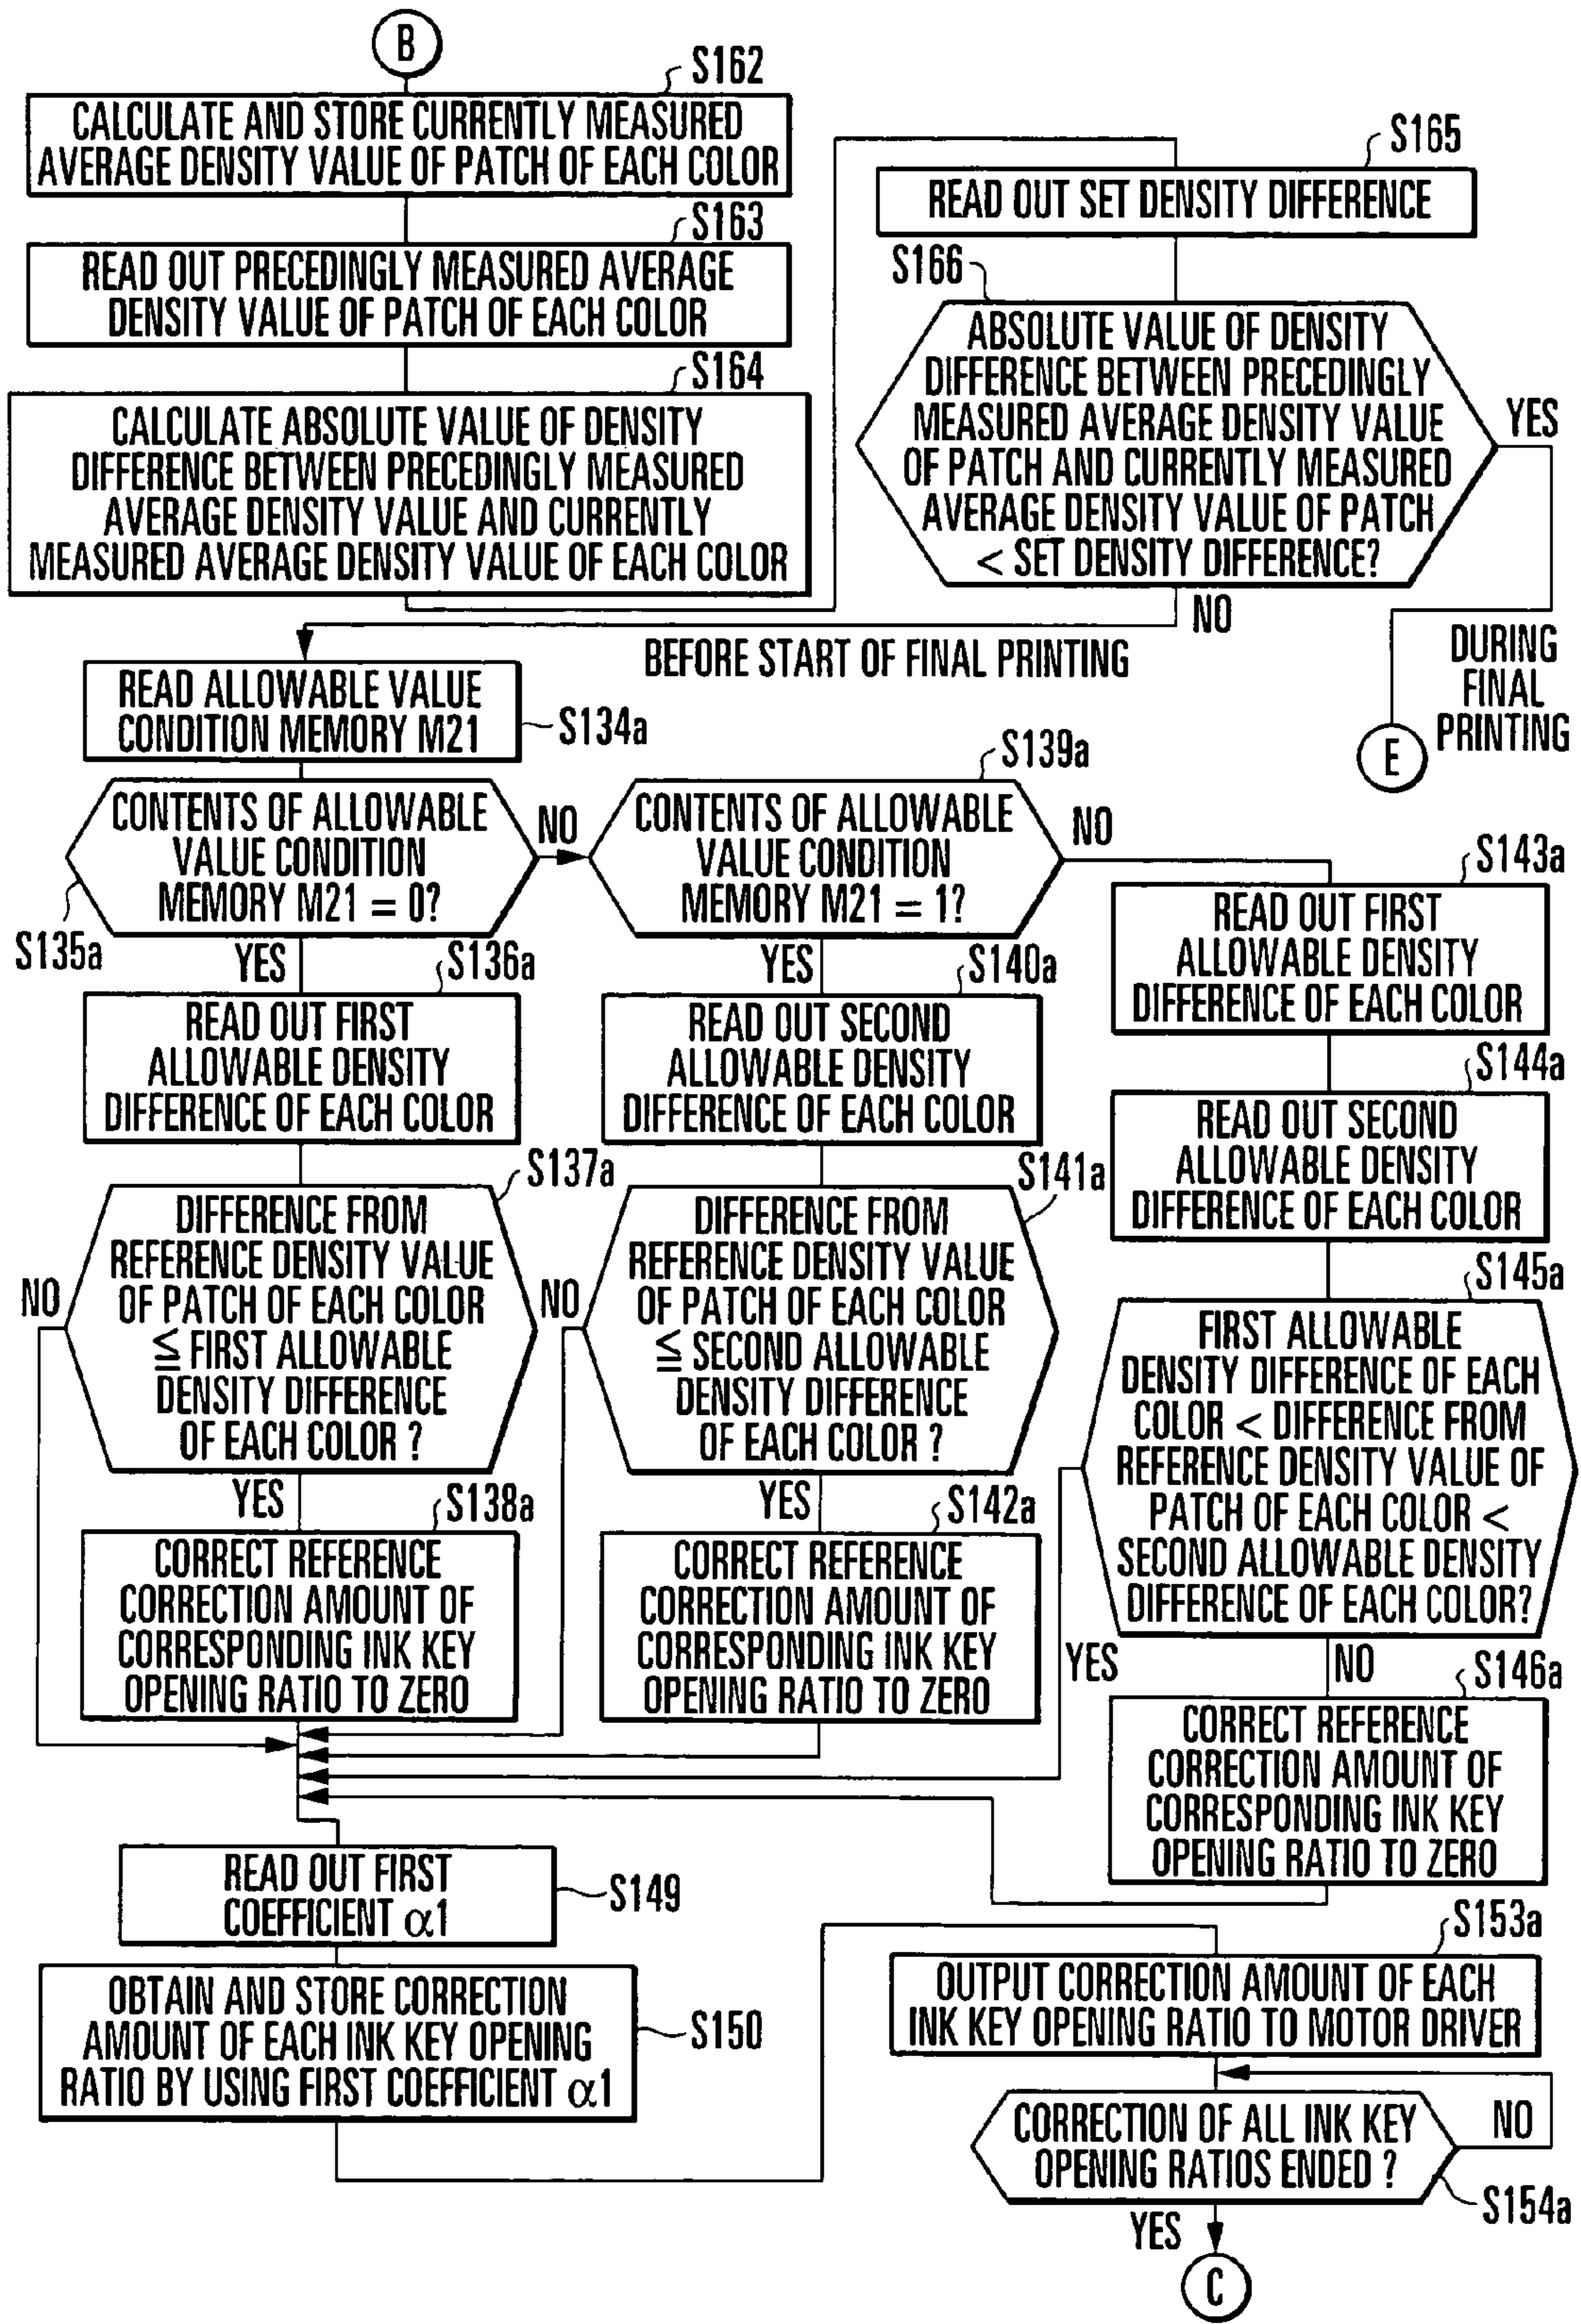 B
S162
CALCULATE AND STORE CURRENTLY MEASURED
AVERAGE DENSITY VALUE OF PATCH OF EACH COLOR
S163
READ OUT PRECEDINGLY MEASURED AVERAGE
DENSITY VALUE OF PATCH OF EACH COLOR
S164
CALCULATE ABSOLUTE VALUE OF DENSITY
DIFFERENCE BETWEEN PRECEDINGLY MEASURED
AVERAGE DENSITY VALUE AND CURRENTLY
MEASURED AVERAGE DENSITY VALUE OF EACH COLOR
S165
READ OUT SET DENSITY DIFFERENCE
S166
ABSOLUTE VALUE OF DENSITY
DIFFERENCE BETWEEN PRECEDINGLY
MEASURED AVERAGE DENSITY VALUE
OF PATCH AND CURRENTLY MEASURED
AVERAGE DENSITY VALUE OF PATCH
< SET DENSITY DIFFERENCE?
YES
NO
BEFORE START OF FINAL PRINTING
DURING
FINAL
PRINTING
E
READ ALLOWABLE VALUE
CONDITION MEMORY M21
S134a
CONTENTS OF ALLOWABLE
VALUE CONDITION
MEMORY M21 = 0?
S135a
NO
YES
S139a
CONTENTS OF ALLOWABLE
VALUE CONDITION
MEMORY M21 = 1?
NO
YES
S136a
READ OUT FIRST
ALLOWABLE DENSITY
DIFFERENCE OF EACH COLOR
S137a
DIFFERENCE FROM
REFERENCE DENSITY VALUE
OF PATCH OF EACH COLOR
≦ FIRST ALLOWABLE
DENSITY DIFFERENCE
OF EACH COLOR ?
NO
YES
S138a
CORRECT REFERENCE
CORRECTION AMOUNT OF
CORRESPONDING INK KEY
OPENING RATIO TO ZERO
S140a
READ OUT SECOND
ALLOWABLE DENSITY
DIFFERENCE OF EACH COLOR
S141a
DIFFERENCE FROM
REFERENCE DENSITY VALUE
OF PATCH OF EACH COLOR
≦ SECOND ALLOWABLE
DENSITY DIFFERENCE
OF EACH COLOR ?
NO
YES
S142a
CORRECT REFERENCE
CORRECTION AMOUNT OF
CORRESPONDING INK KEY
OPENING RATIO TO ZERO
S143a
READ OUT FIRST
ALLOWABLE DENSITY
DIFFERENCE OF EACH COLOR
S144a
READ OUT SECOND
ALLOWABLE DENSITY
DIFFERENCE OF EACH COLOR
S145a
FIRST ALLOWABLE
DENSITY DIFFERENCE OF EACH
COLOR < DIFFERENCE FROM
REFERENCE DENSITY VALUE OF
PATCH OF EACH COLOR <
SECOND ALLOWABLE DENSITY
DIFFERENCE OF EACH COLOR?
YES
NO
S146a
CORRECT REFERENCE
CORRECTION AMOUNT OF
CORRESPONDING INK KEY
OPENING RATIO TO ZERO
READ OUT FIRST
COEFFICIENT α1
S149
OBTAIN AND STORE CORRECTION
AMOUNT OF EACH INK KEY OPENING
RATIO BY USING FIRST COEFFICIENT α1
S150
S153a
OUTPUT CORRECTION AMOUNT OF EACH
INK KEY OPENING RATIO TO MOTOR DRIVER
CORRECTION OF ALL INK KEY
OPENING RATIOS ENDED ?
NO
S154a
YES
C